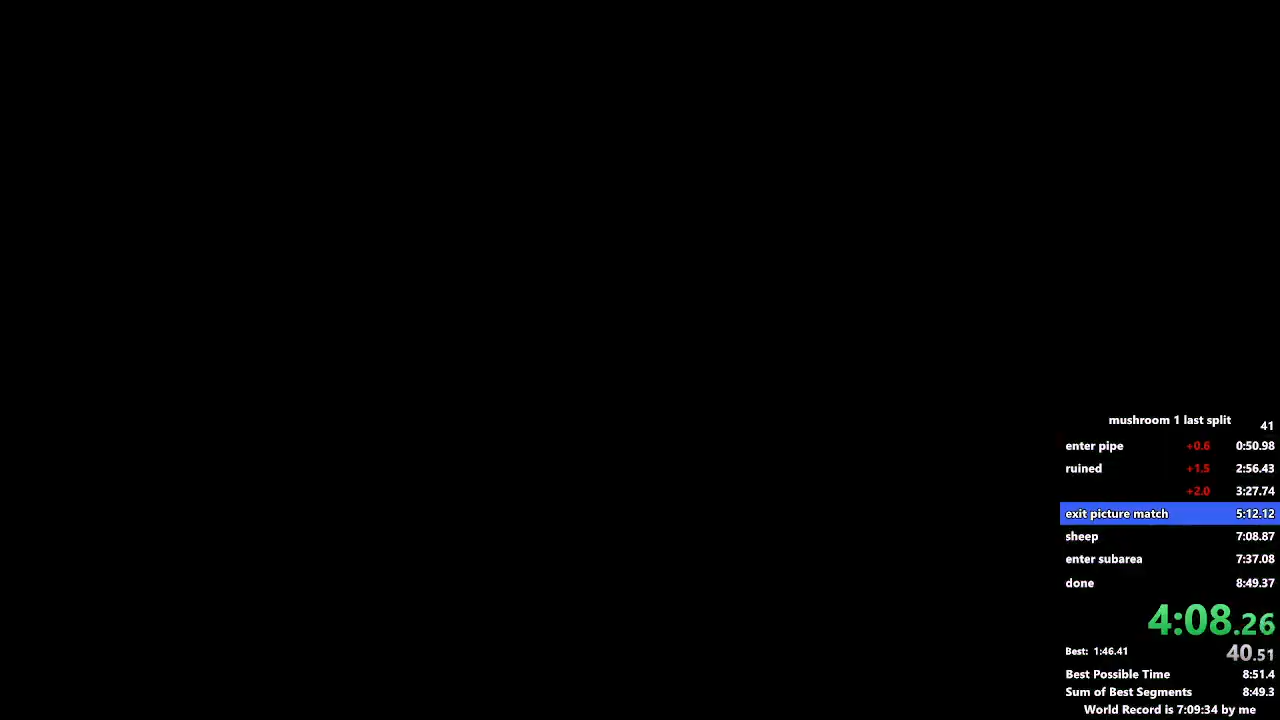 mushroom 1 last split
41
enter pipe +0.6 0:50.98
ruined +1.5 2:56.43
+2.0 3:27.74
exit picture match 5:12.12
sheep 7:08.87
enter subarea 7:37.08
done 8:49.37
4:08.26
Best: 1:46.41 40.51
Best Possible Time 8:51.4
Sum of Best Segments 8:49.3
World Record is 7:09:34 by me